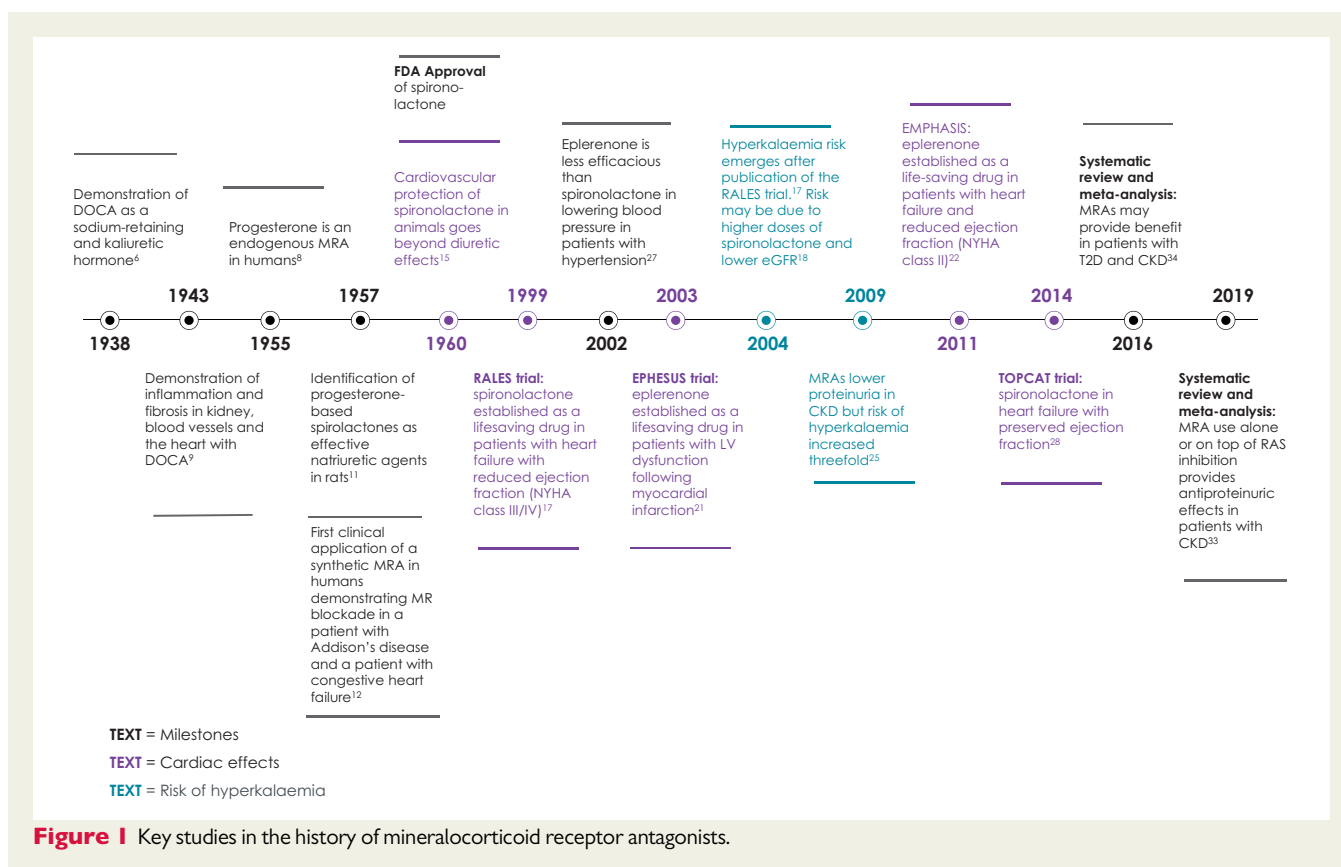 FDA Approval
of spirono-
lactone
Demonstration of
DOCA as a
sodium-retaining
and kaliuretic
hormone⁶
Progesterone is an
endogenous MRA
in humans⁸
Cardiovascular
protection of
spironolactone in
animals goes
beyond diuretic
effects¹⁵
Eplerenone is
less efficacious
than
spironolactone in
lowering blood
pressure in
patients with
hypertension²⁷
Hyperkalaemia risk
emerges after
publication of the
RALES trial.¹⁷ Risk
may be due to
higher doses of
spironolactone and
lower eGFR¹⁸
EMPHASIS:
eplerenone
established as a
life-saving drug in
patients with heart
failure and
reduced ejection
fraction (NYHA
class II)²²
Systematic
review and
meta-analysis:
MRAs may
provide benefit
in patients with
T2D and CKD³⁴
1943 1957 1999 2003 2009 2014 2019
1938 1955 1960 2002 2004 2011 2016
Demonstration of
inflammation and
fibrosis in kidney,
blood vessels and
the heart with
DOCA⁹
Identification of
progesterone-
based
spirolactones as
effective
natriuretic agents
in rats¹¹
First clinical
application of a
synthetic MRA in
humans
demonstrating MR
blockade in a
patient with
Addison's disease
and a patient with
congestive heart
failure¹²
RALES trial:
spironolactone
established as a
lifesaving drug in
patients with heart
failure with
reduced ejection
fraction (NYHA
class III/IV)¹⁷
EPHESUS trial:
eplerenone
established as a
lifesaving drug in
patients with LV
dysfunction
following
myocardial
infarction²¹
MRAs lower
proteinuria in
CKD but risk of
hyperkalaemia
increased
threefold²⁵
TOPCAT trial:
spironolactone in
heart failure with
preserved ejection
fraction²⁸
Systematic
review and
meta-analysis:
MRA use alone
or on top of RAS
inhibition
provides
antiproteinuric
effects in
patients with
CKD³³
TEXT = Milestones
TEXT = Cardiac effects
TEXT = Risk of hyperkalaemia
Figure 1 Key studies in the history of mineralocorticoid receptor antagonists.